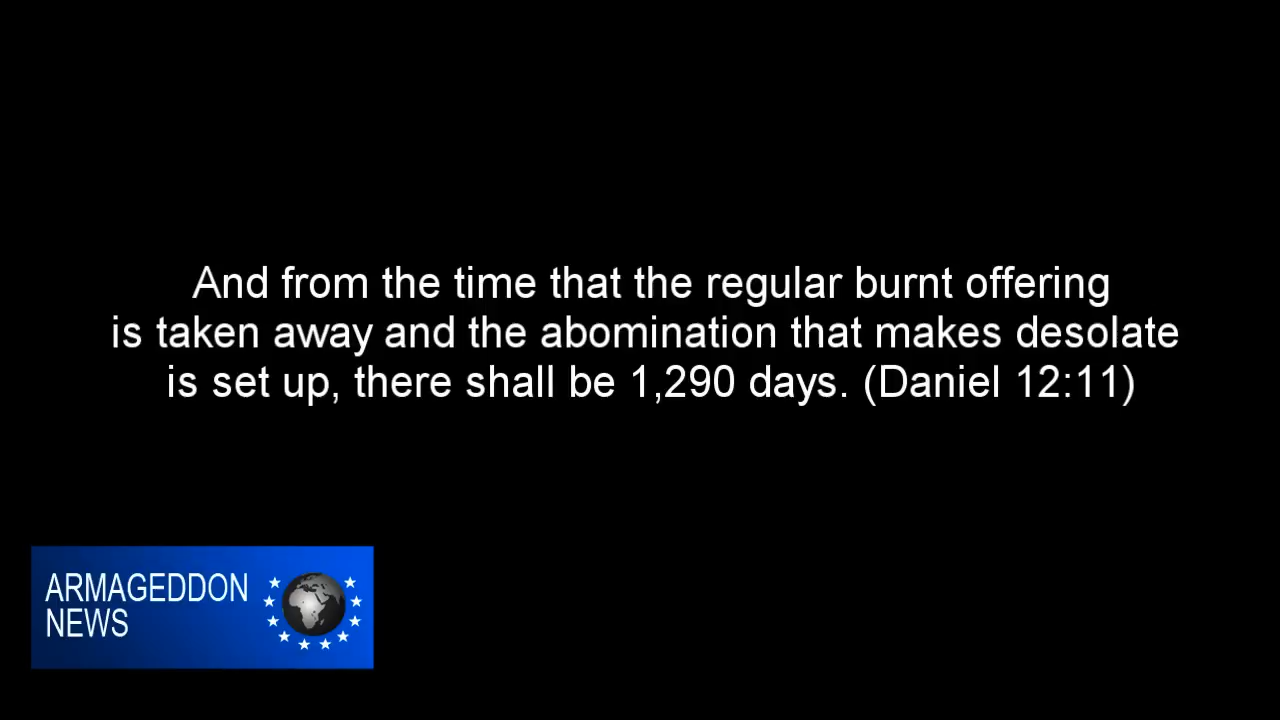 And from the time that the regular burnt offering
is taken away and the abomination that makes desolate
is set up, there shall be 1,290 days. (Daniel 12:11)
ARMAGEDDON
NEWS